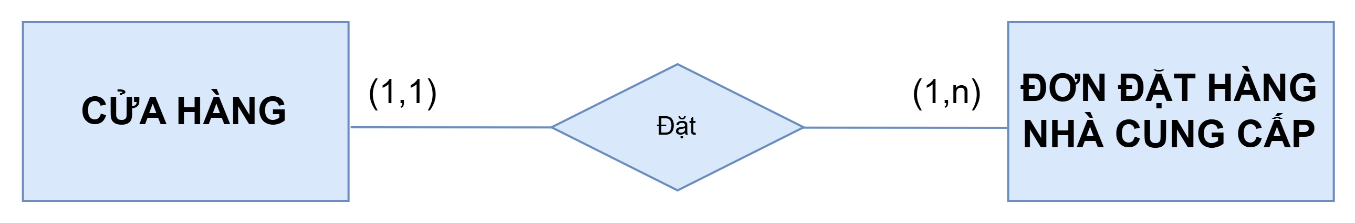 CỬA HÀNG
(1,1)
Đặt
(1,n)
ĐƠN ĐẶT HÀNG
NHÀ CUNG CẤP